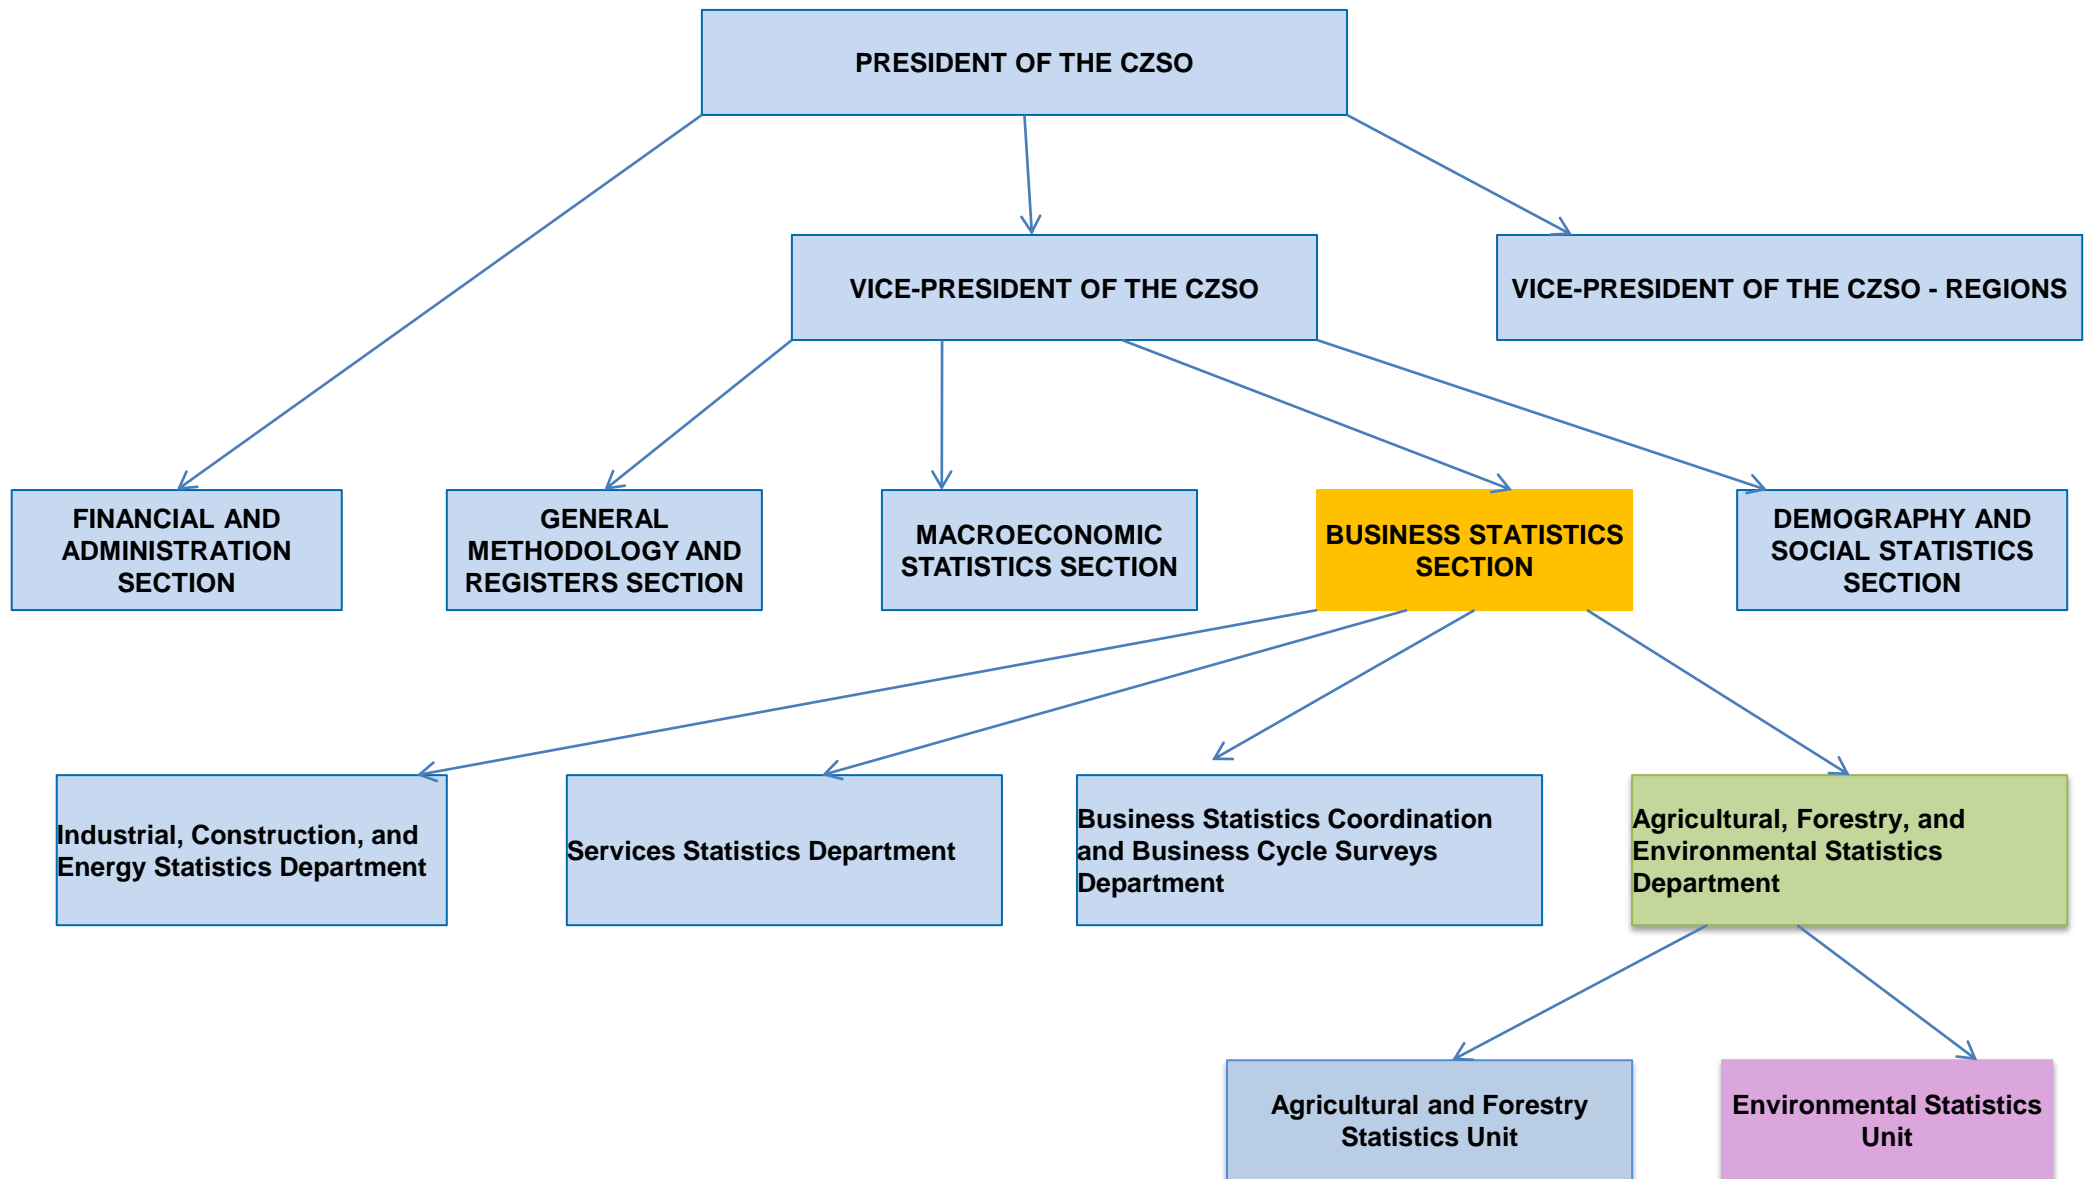 PRESIDENT OF THE CZSO
VICE-PRESIDENT OF THE CZSO
VICE-PRESIDENT OF THE CZSO - REGIONS
FINANCIAL AND
ADMINISTRATION
SECTION
GENERAL
METHODOLOGY AND
REGISTERS SECTION
MACROECONOMIC
STATISTICS SECTION
BUSINESS STATISTICS
SECTION
DEMOGRAPHY AND
SOCIAL STATISTICS
SECTION
Industrial, Construction, and
Energy Statistics Department
Services Statistics Department
Business Statistics Coordination
and Business Cycle Surveys
Department
Agricultural, Forestry, and
Environmental Statistics
Department
Agricultural and Forestry
Statistics Unit
Environmental Statistics
Unit